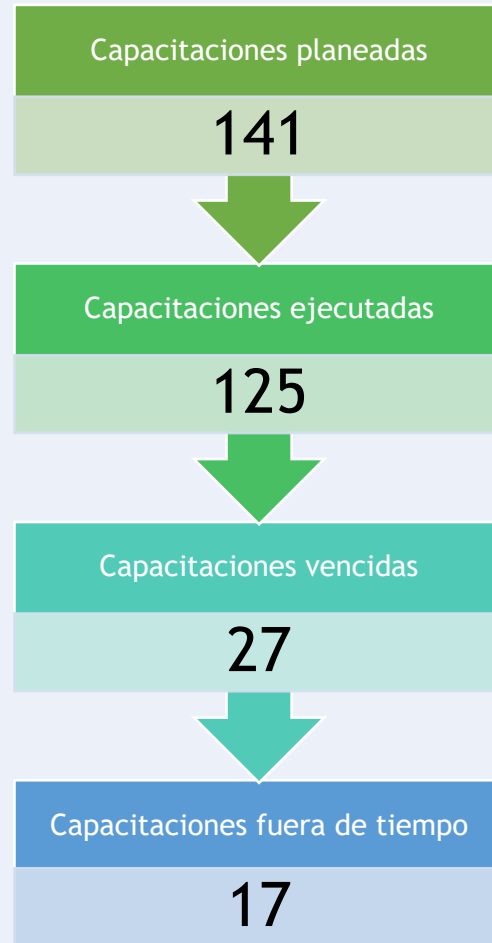 Capacitaciones planeadas
141
Capacitaciones ejecutadas
125
Capacitaciones vencidas
27
Capacitaciones fuera de tiempo
17